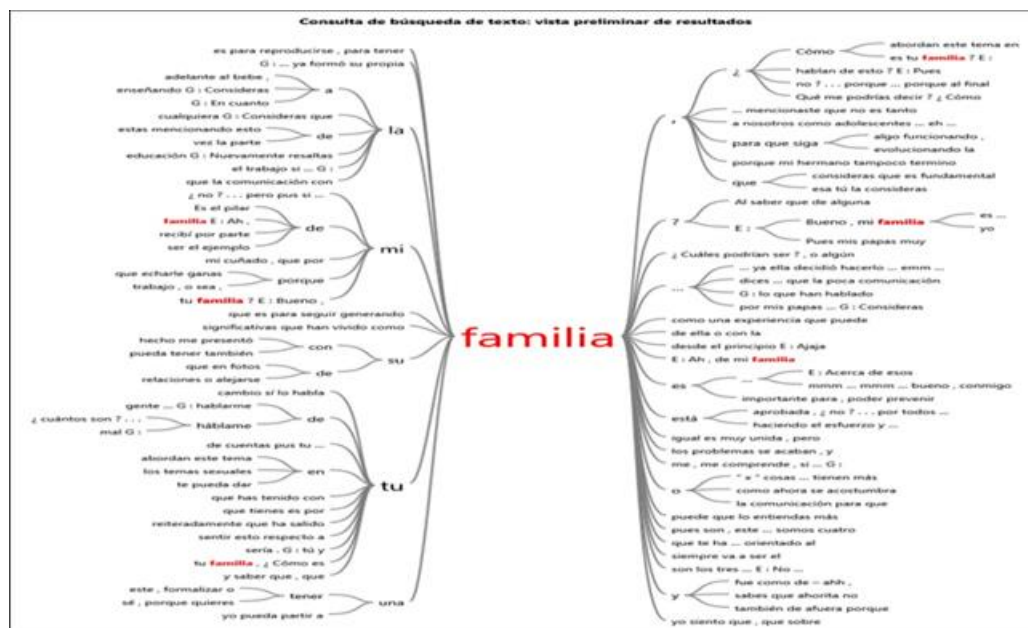 Consulta de búsqueda de texto: vista preliminar de resultados
es para reproducirse , para tener
G : ... ya formó su propia
adelante al bebe ,
enseñando G : Consideras
G : En cuanto
a
cualquiera G : Consideras que
estas mencionando esto
vez la parte
de
educación G : Nuevamente resaltas
el trabajo si ... G :
que la comunicación con
la
¿ no ? . . . pero pus si ...
Es el pilar
familia E : Ah ,
recibí por parte
ser el ejemplo
de
mi cuñado , que por
que echarle ganas
trabajo , o sea ,
porque
tu familia ? E : Bueno ,
mi
que es para seguir generando
significativas que han vivido como
hecho me presentó
pueda tener también
con
que en fotos
relaciones o alejarse
de
su
cambio sí lo habla
gente ... G : hablarme
de
¿ cuántos son ? . . .
mal G :
háblame
de cuentas pus tu ...
abordan este tema
los temas sexuales
te pueda dar
en
que has tenido con
que tienes es por
reiteradamente que ha salido
sentir esto respecto a
sería . G : tú y
tu familia , ¿ Cómo es
y saber que , que
tu
este , formalizar o
sé , porque quieres
tener
yo pueda partir a
una
familia
,
¿
Cómo
abordan este tema en
es tu familia ? E :
hablan de esto ? E : Pues
no ? . . . porque ... porque al final
Qué me podrías decir ? ¿ Cómo
... mencionaste que no es tanto
a nosotros como adolescentes ... eh ...
para que siga
algo funcionando ,
evolucionando la
porque mi hermano tampoco termino
que
consideras que es fundamental
esa tú la consideras
?
Al saber que de alguna
E :
Bueno , mi familia
es ...
yo
Pues mis papas muy
¿ Cuáles podrían ser ? , o algún
...
... ya ella decidió hacerlo ... emm ...
dices ... que la poca comunicación
G : lo que han hablado
por mis papas ... G : Consideras
como una experiencia que puede
de ella o con la
desde el principio E : Ajaja
E : Ah , de mi familia
es
...
E : Acerca de esos
mmm ... mmm ... bueno , conmigo
importante para , poder prevenir
está
aprobada , ¿ no ? . . . por todos ...
haciendo el esfuerzo y ...
igual es muy unida , pero
los problemas se acaban , y
me , me comprende , si ... G :
o
" x " cosas ... tienen más
como ahora se acostumbra
la comunicación para que
puede que lo entiendas más
pues son , este ... somos cuatro
que te ha ... orientado al
siempre va a ser el
son los tres ... E : No ...
y
fue como de – ahh ,
sabes que ahorita no
también de afuera porque
yo siento que , que sobre